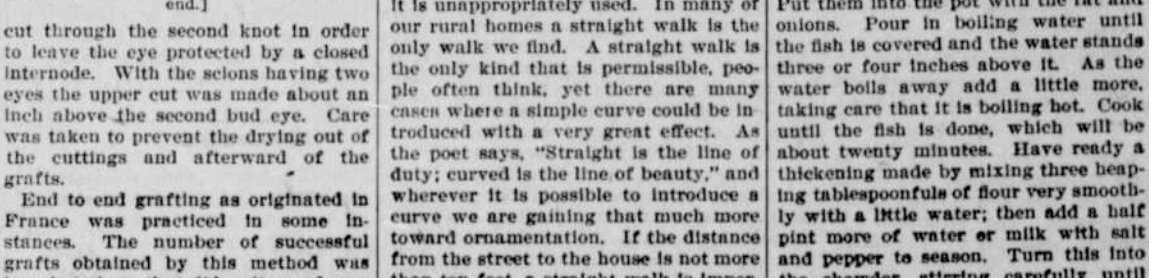 end.]
cut through the second knot in order
to leave the eye protected by a closed
internode. With the scions having two
eyes the upper cut was made about an
inch above the second bud eye. Care
was taken to prevent the drying out of
the cuttings and afterward of the
grafts.
End to end grafting as originated in
France was practiced in some in-
stances. The number of successful
grafts obtained by this method was
it is unappropriately used. In many of
our rural homes a straight walk is the
only walk we find. A straight walk is
the only kind that is permissible, peo-
ple often think, yet there are many
cases where a simple curve could be in
troduced with a very great effect. As
the poet says, "Straight is the line of
duty; curved is the line of beauty," and
wherever it is possible to introduce a
curve we are gaining that much more
toward ornamentation. If the distance
from the street to the house is not more
than ten feet a straight walk is
Put them into the pot with the fat and
onions. Pour in boiling water until
the fish is covered and the water stands
three or four inches above it. As the
water boils away add a little more,
taking care that it is boiling hot. Cook
until the fish is done, which will be
about twenty minutes. Have ready a
thickening made by mixing three heap-
ing tablespoonfuls of flour very smooth-
ly with a little water; then add a half
pint more of water or milk with salt
and pepper to season. Turn this into
the chowder, stirring carefully until